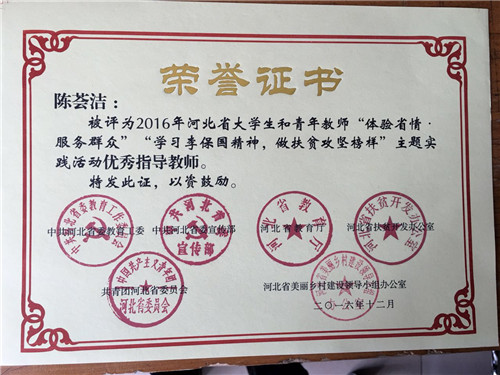 荣誉证书
陈荟洁：
被评为2016年河北省大学生和青年教师“体验省情·
服务群众”“学习李保国精神，做扶贫攻坚榜样”主题实
践活动优秀指导教师。
特发此证，以资鼓励。
中共河北省委教育工委 中共河北省委宣传部 河北省教育厅 河北省扶贫开发办公室
共青团河北省委员会 河北省美丽乡村建设领导小组办公室
二〇一六年十二月